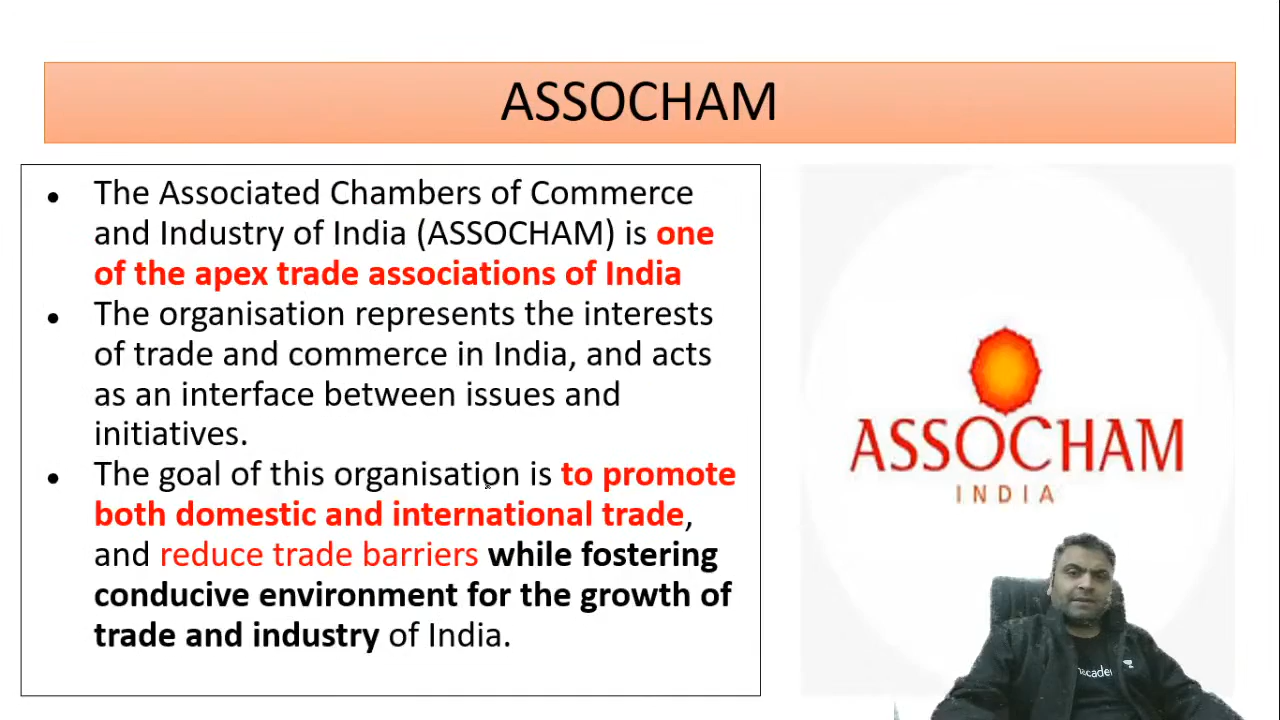 ASSOCHAM
• The Associated Chambers of Commerce
and Industry of India (ASSOCHAM) is one
of the apex trade associations of India
• The organisation represents the interests
of trade and commerce in India, and acts
as an interface between issues and
initiatives.
• The goal of this organisation is to promote
both domestic and international trade,
and reduce trade barriers while fostering
conducive environment for the growth of
trade and industry of India.
ASSOCHAM
INDIA